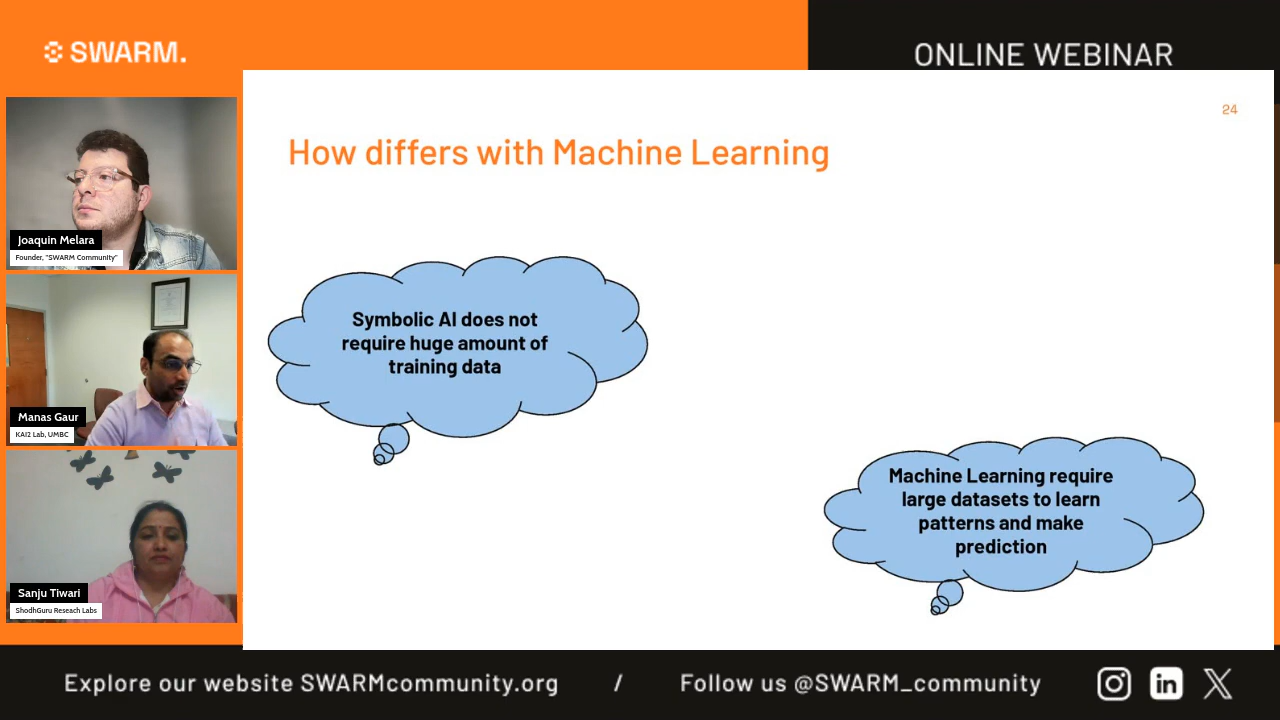 SWARM.
ONLINE WEBINAR
24
How differs with Machine Learning
Joaquin Melara
Founder, "SWARM Community"
Manas Gaur
KAI2 Lab, UMBC
Sanju Tiwari
ShodhGuru Reseach Labs
Symbolic AI does not
require huge amount of
training data
Machine Learning require
large datasets to learn
patterns and make
prediction
Explore our website SWARMcommunity.org
/
Follow us @SWARM_community
in